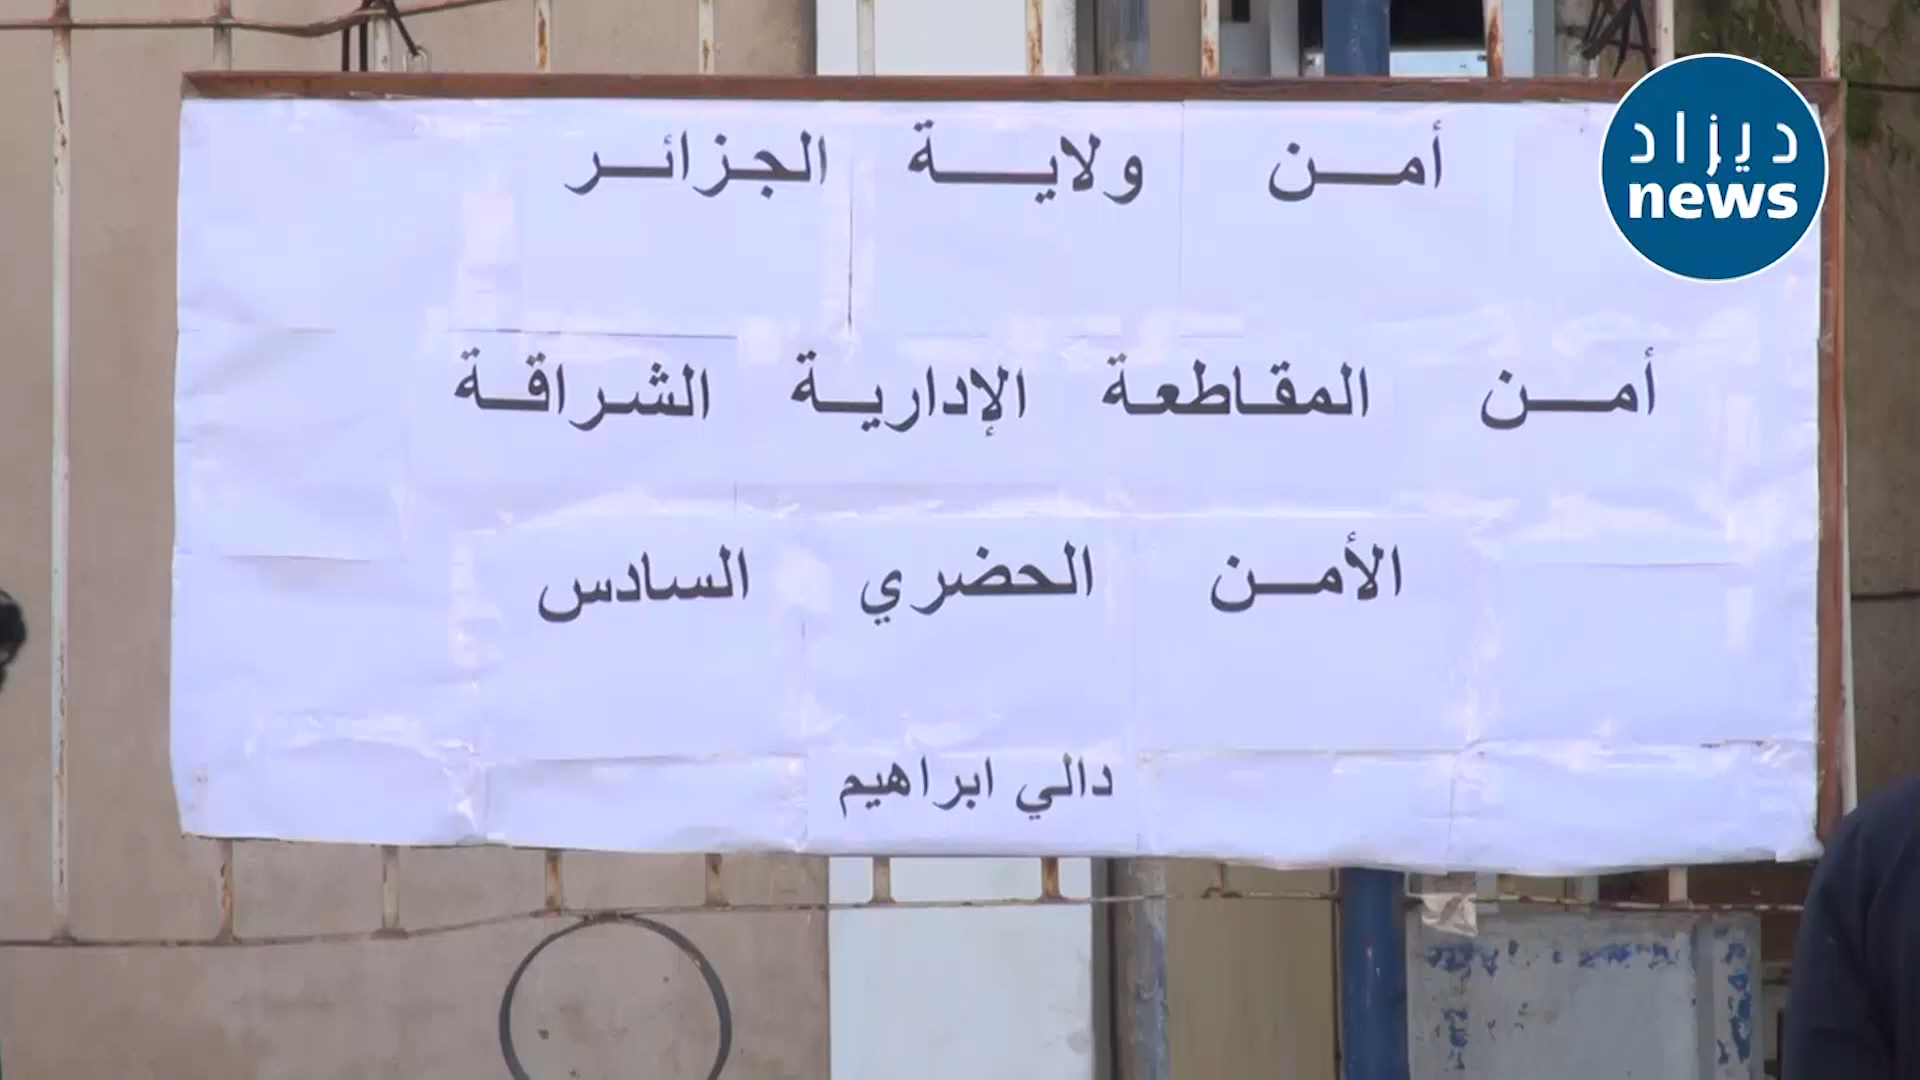 أمن ولاية الجزائر
ديزاد
news
أمن المقاطعة الإدارية الشراقة
الأمن الحضري السادس
دالي ابراهيم